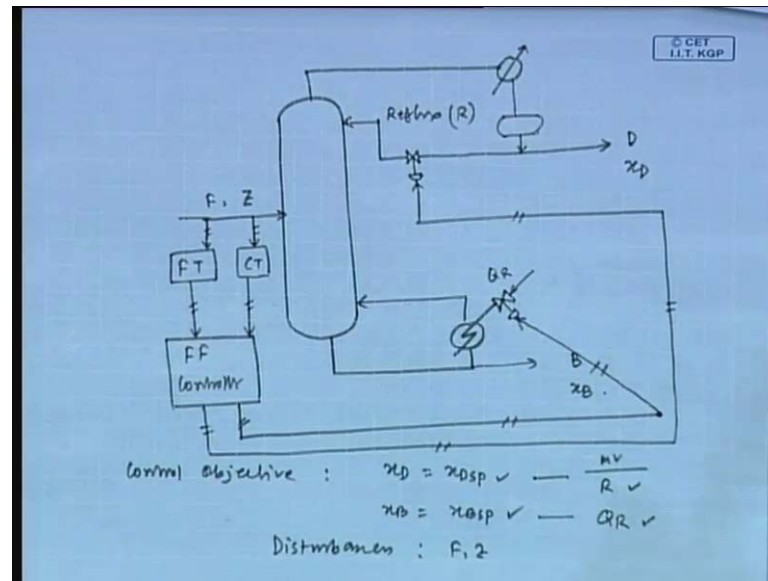 © CET
I.I.T. KGP
Reflux (R)
D
xD
F, Z
FT
CT
QR
FF
Controller
B
xB.
Control Objective : xD = xDSP ✓ — MV
R ✓
xB = xBSP ✓ — QR ✓
Disturbances : F, Z